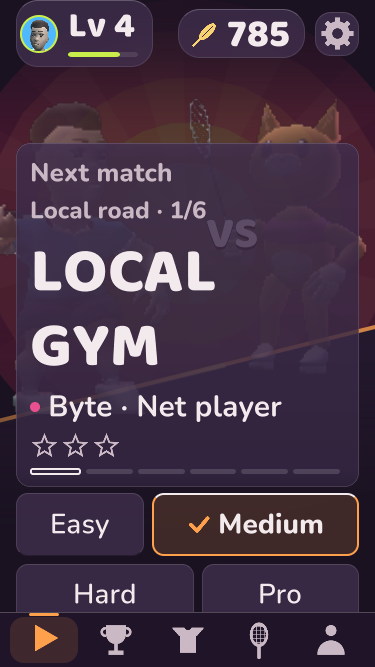 Lv 4
785
Next match
Local road · 1/6
VS
LOCAL
GYM
Byte · Net player
Easy
Medium
Hard
Pro